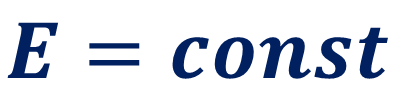 E = const